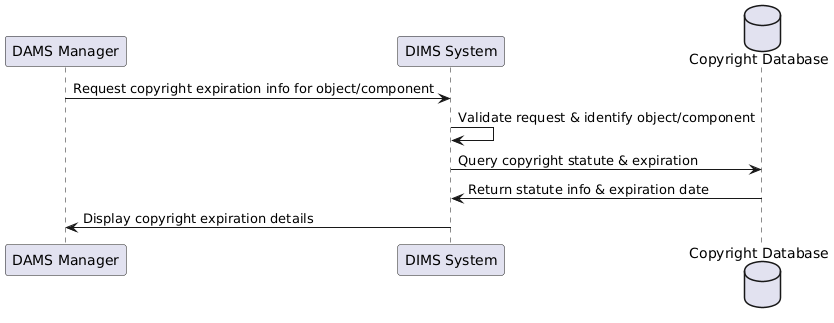 DAMS Manager
DIMS System
Copyright Database
Request copyright expiration info for object/component
Validate request & identify object/component
Query copyright statute & expiration
Return statute info & expiration date
Display copyright expiration details
DAMS Manager
DIMS System
Copyright Database